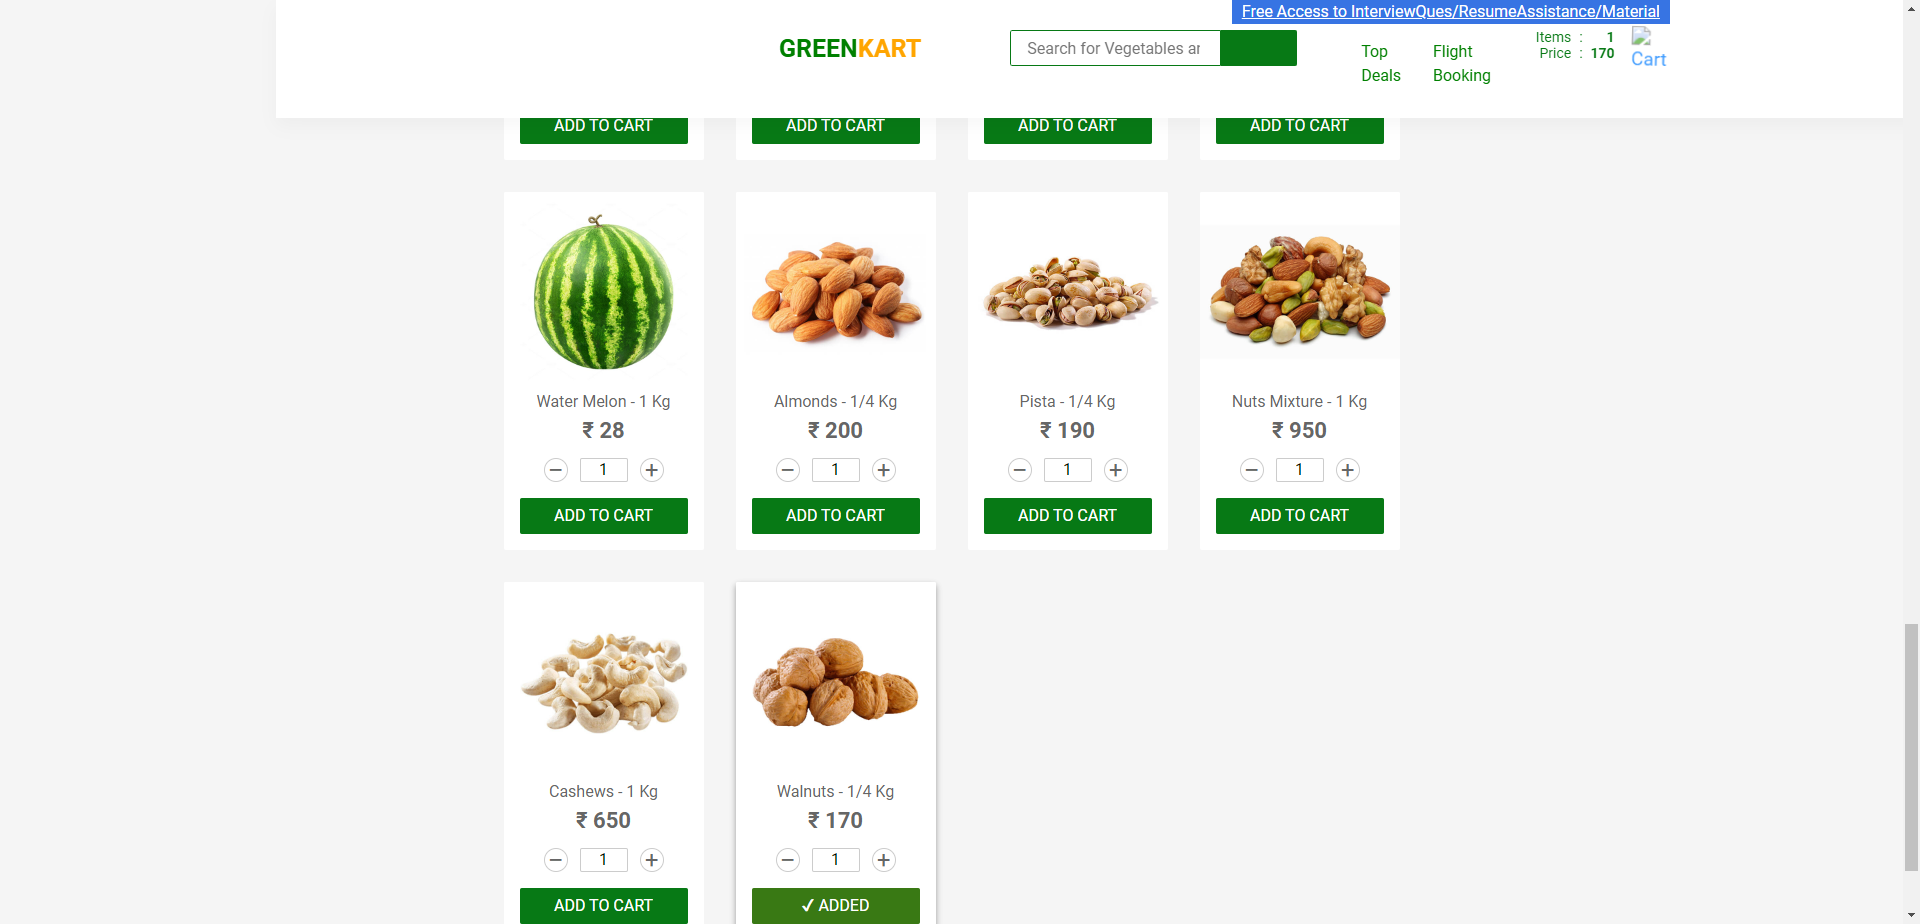 Free Access to InterviewQues/ResumeAssistance/Material
GREENKART
Search for Vegetables ar
Top
Deals
Flight
Booking
Items : 1
Price : 170
Cart
ADD TO CART
ADD TO CART
ADD TO CART
ADD TO CART
Water Melon - 1 Kg
₹ 28
− 1 +
ADD TO CART
Almonds - 1/4 Kg
₹ 200
− 1 +
ADD TO CART
Pista - 1/4 Kg
₹ 190
− 1 +
ADD TO CART
Nuts Mixture - 1 Kg
₹ 950
− 1 +
ADD TO CART
Cashews - 1 Kg
₹ 650
− 1 +
ADD TO CART
Walnuts - 1/4 Kg
₹ 170
− 1 +
✓ ADDED